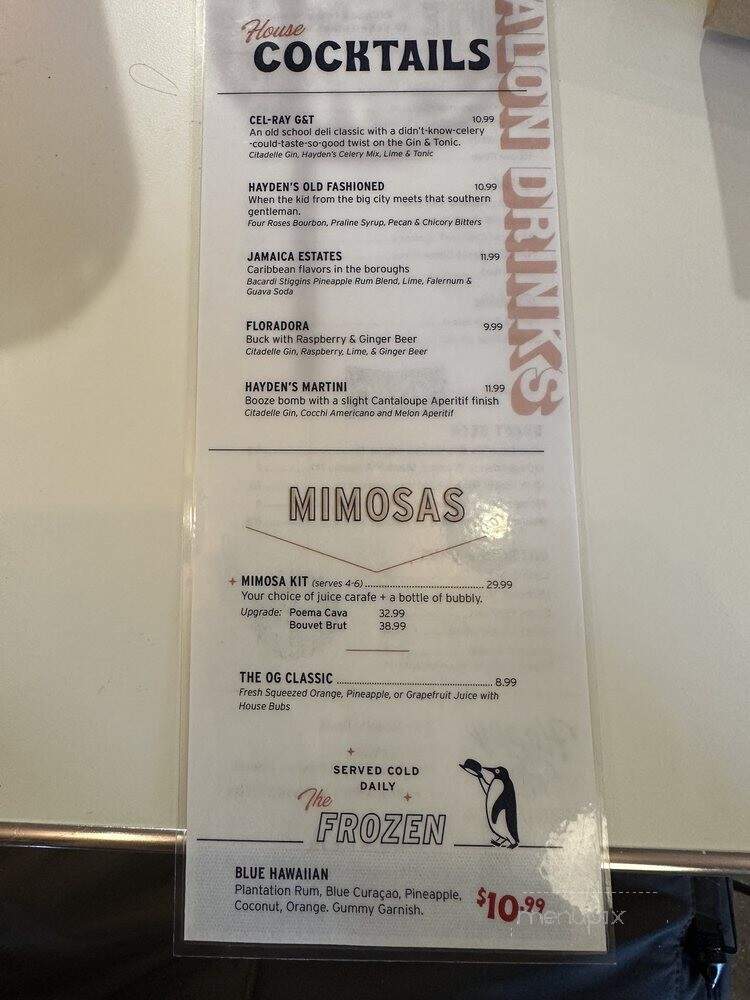 House
COCKTAILS
ALON DRINKS
CEL-RAY G&T 10.99
An old school deli classic with a didn't-know-celery
-could-taste-so-good twist on the Gin & Tonic.
Citadelle Gin, Hayden's Celery Mix, Lime & Tonic
HAYDEN'S OLD FASHIONED 10.99
When the kid from the big city meets that southern
gentleman.
Four Roses Bourbon, Praline Syrup, Pecan & Chicory Bitters
JAMAICA ESTATES 11.99
Caribbean flavors in the boroughs
Bacardi Stiggins Pineapple Rum Blend, Lime, Falernum &
Guava Soda
FLORADORA 9.99
Buck with Raspberry & Ginger Beer
Citadelle Gin, Raspberry, Lime, & Ginger Beer
HAYDEN'S MARTINI 11.99
Booze bomb with a slight Cantaloupe Aperitif finish
Citadelle Gin, Cocchi Americano and Melon Aperitif
MIMOSAS
MIMOSA KIT (serves 4-6) 29.99
Your choice of juice carafe + a bottle of bubbly.
Upgrade: Poema Cava 32.99
Bouvet Brut 38.99
THE OG CLASSIC 8.99
Fresh Squeezed Orange, Pineapple, or Grapefruit Juice with
House Bubs
SERVED COLD
DAILY
The
FROZEN
BLUE HAWAIIAN
Plantation Rum, Blue Curaçao, Pineapple,
Coconut, Orange. Gummy Garnish.
$10.99
menupix